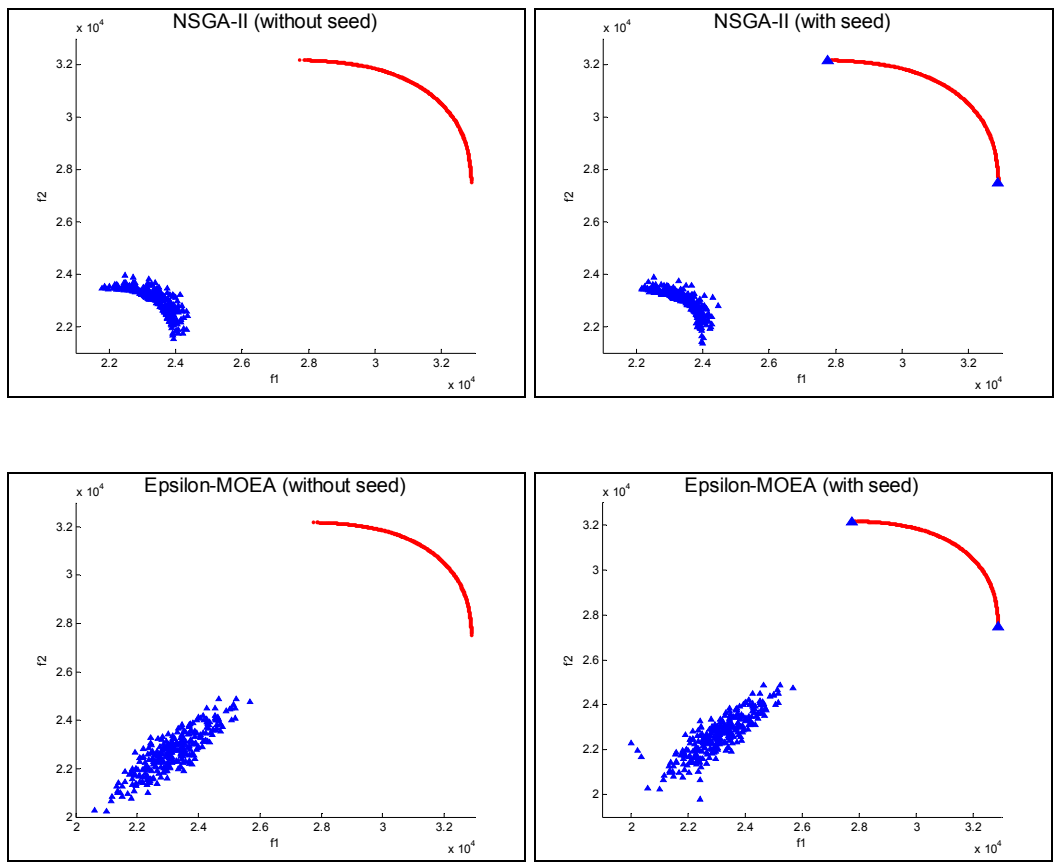 NSGA-II (without seed)
x 10^4
3.2
3
2.8
2.6
2.4
2.2
f2
2.2
2.4
2.6
2.8
3
3.2
f1
x 10^4
NSGA-II (with seed)
x 10^4
3.2
3
2.8
2.6
2.4
2.2
f2
2.2
2.4
2.6
2.8
3
3.2
f1
x 10^4
Epsilon-MOEA (without seed)
x 10^4
3.2
3
2.8
2.6
2.4
2.2
2
f2
2
2.2
2.4
2.6
2.8
3
3.2
f1
x 10^4
Epsilon-MOEA (with seed)
x 10^4
3.2
3
2.8
2.6
2.4
2.2
2
f2
2
2.2
2.4
2.6
2.8
3
3.2
f1
x 10^4